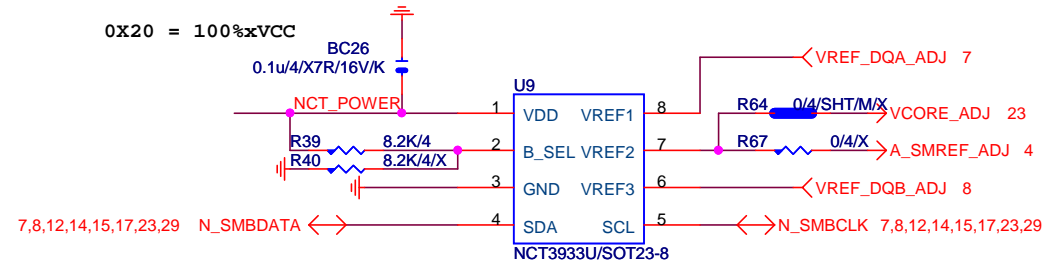 0X20 = 100%xVCC
BC26
0.1u/4/X7R/16V/K
VREF_DQA_ADJ 7
U9
NCT_POWER
1 VDD VREF1 8
R64 0/4/SHT/M/X
VCORE_ADJ 23
R39 8.2K/4
2 B_SEL VREF2 7
R67 0/4/X
A_SMREF_ADJ 4
R40 8.2K/4/X
3 GND VREF3 6
VREF_DQB_ADJ 8
7,8,12,14,15,17,23,29 N_SMBDATA
4 SDA SCL 5
N_SMBCLK 7,8,12,14,15,17,23,29
NCT3933U/SOT23-8